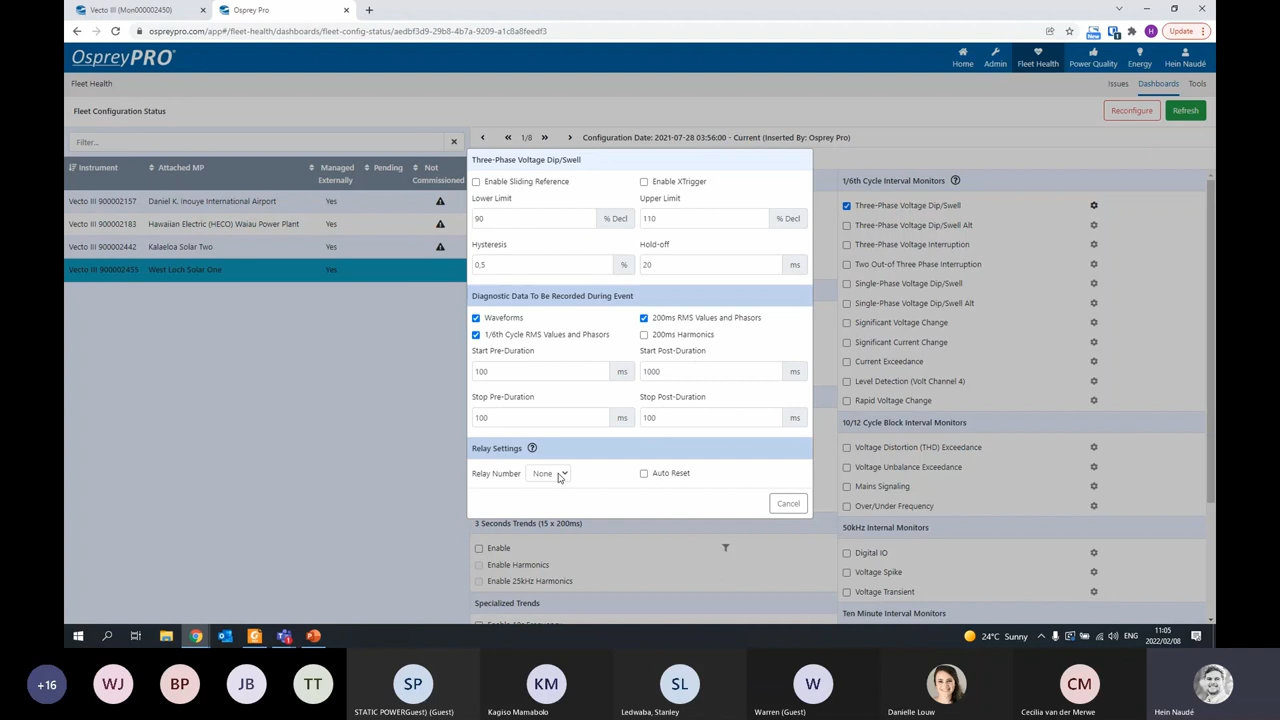 Vecto III (Mon000002450)
Osprey Pro
ospreypro.com/app#/fleet-health/dashboards/fleet-config-status/aedbf3d9-29b8-4b7a-9209-a1c8a8feedf3
New
H
Update
OspreyPRO®
Home
Admin
Fleet Health
Power Quality
Energy
Hein Naudé
Fleet Health
Issues
Dashboards
Tools
Fleet Configuration Status
Reconfigure
Refresh
Filter...
1/8
Configuration Date: 2021-07-28 03:56:00 - Current (Inserted By: Osprey Pro)
Instrument
Attached MP
Managed Externally
Pending
Not Commissioned
Vecto III 900002157 Daniel K. Inouye International Airport Yes
Vecto III 900002183 Hawaiian Electric (HECO) Waiau Power Plant Yes
Vecto III 900002442 Kalaeloa Solar Two Yes
Vecto III 900002455 West Loch Solar One Yes
Three-Phase Voltage Dip/Swell
Enable Sliding Reference
Enable XTrigger
Lower Limit
Upper Limit
90 % Decl
110 % Decl
Hysteresis
Hold-off
0,5 %
20 ms
Diagnostic Data To Be Recorded During Event
Waveforms
200ms RMS Values and Phasors
1/6th Cycle RMS Values and Phasors
200ms Harmonics
Start Pre-Duration
Start Post-Duration
100 ms
1000 ms
Stop Pre-Duration
Stop Post-Duration
100 ms
100 ms
Relay Settings
Relay Number None
Auto Reset
Cancel
3 Seconds Trends (15 x 200ms)
Enable
Enable Harmonics
Enable 25kHz Harmonics
Specialized Trends
1/6th Cycle Interval Monitors
Three-Phase Voltage Dip/Swell
Three-Phase Voltage Dip/Swell Alt
Three-Phase Voltage Interruption
Two Out-of Three Phase Interruption
Single-Phase Voltage Dip/Swell
Single-Phase Voltage Dip/Swell Alt
Significant Voltage Change
Significant Current Change
Current Exceedance
Level Detection (Volt Channel 4)
Rapid Voltage Change
10/12 Cycle Block Interval Monitors
Voltage Distortion (THD) Exceedance
Voltage Unbalance Exceedance
Mains Signaling
Over/Under Frequency
50kHz Internal Monitors
Digital IO
Voltage Spike
Voltage Transient
Ten Minute Interval Monitors
24°C Sunny
ENG
11:05
2022/02/08
+16
WJ
BP
JB
TT
SP
STATIC POWERGuest) (Guest)
KM
Kagiso Mamabolo
SL
Ledwaba, Stanley
W
Warren (Guest)
Danielle Louw
CM
Cecilia van der Merwe
Hein Naudé